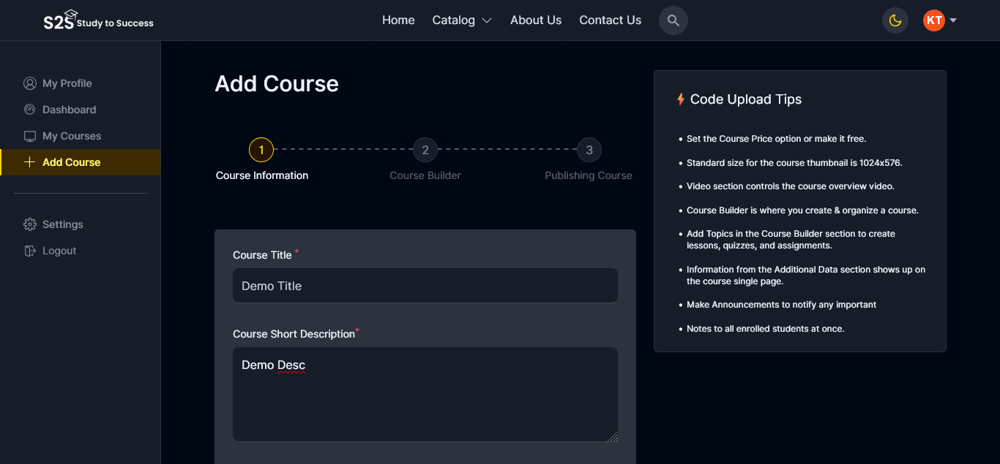 S2S Study to Success
Home Catalog About Us Contact Us
KT
My Profile
Dashboard
My Courses
Add Course
Settings
Logout
Add Course
1 2 3
Course Information Course Builder Publishing Course
Course Title *
Demo Title
Course Short Description*
Demo Desc
Code Upload Tips
• Set the Course Price option or make it free.
• Standard size for the course thumbnail is 1024x576.
• Video section controls the course overview video.
• Course Builder is where you create & organize a course.
• Add Topics in the Course Builder section to create
lessons, quizzes, and assignments.
• Information from the Additional Data section shows up on
the course single page.
• Make Announcements to notify any important
• Notes to all enrolled students at once.